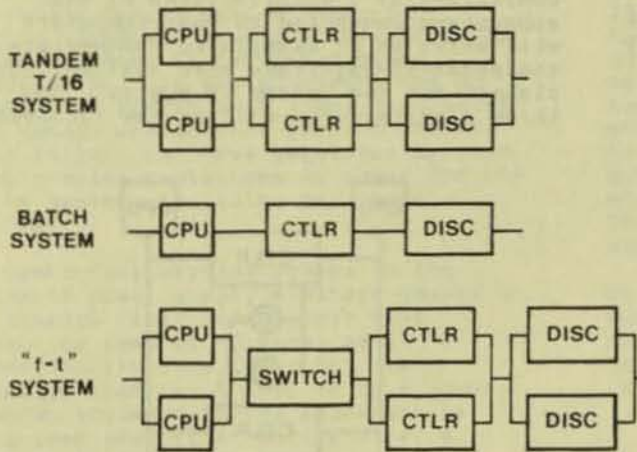 TANDEM
T/16
SYSTEM
CPU CTLR DISC
CPU CTLR DISC
BATCH
SYSTEM
CPU CTLR DISC
"f-t"
SYSTEM
CPU SWITCH CTLR DISC
CPU CTLR DISC